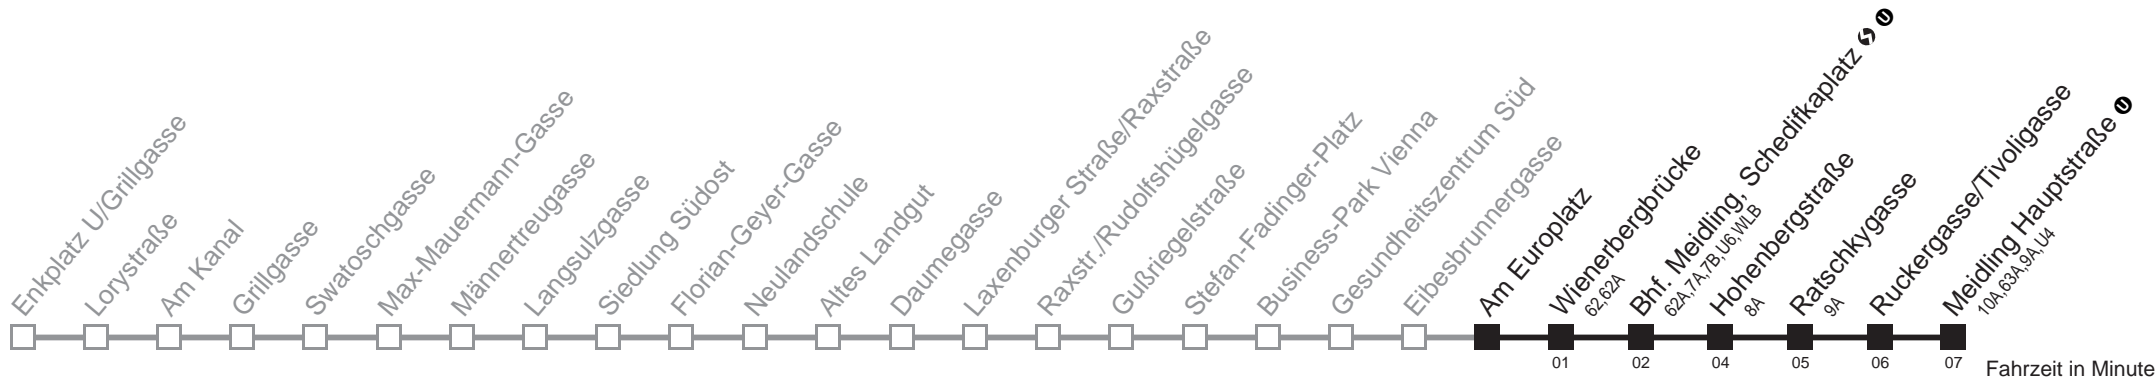 Enkplatz U/Grillgasse
Lorystraße
Am Kanal
Grillgasse
Swatoschgasse
Max-Mauermann-Gasse
Männertreugasse
Langsulzgasse
Siedlung Südost
Florian-Geyer-Gasse
Neulandschule
Altes Landgut
Daumegasse
Laxenburger Straße/Raxstraße
Raxstr./Rudolfshügelgasse
Gußriegelstraße
Stefan-Fadinger-Platz
Business-Park Vienna
Gesundheitszentrum Süd
Eibesbrunnergasse
Am Europlatz
Wienerbergbrücke
62,62A
Bhf. Meidling, Schedifkaplatz U
62A,7A,7B,U6,WLB
Hohenbergstraße
8A
Ratschkygasse
9A
Ruckergasse/Tivoligasse
Meidling Hauptstraße U
10A,63A,9A,U4
01 02 04 05 06 07 Fahrzeit in Minute